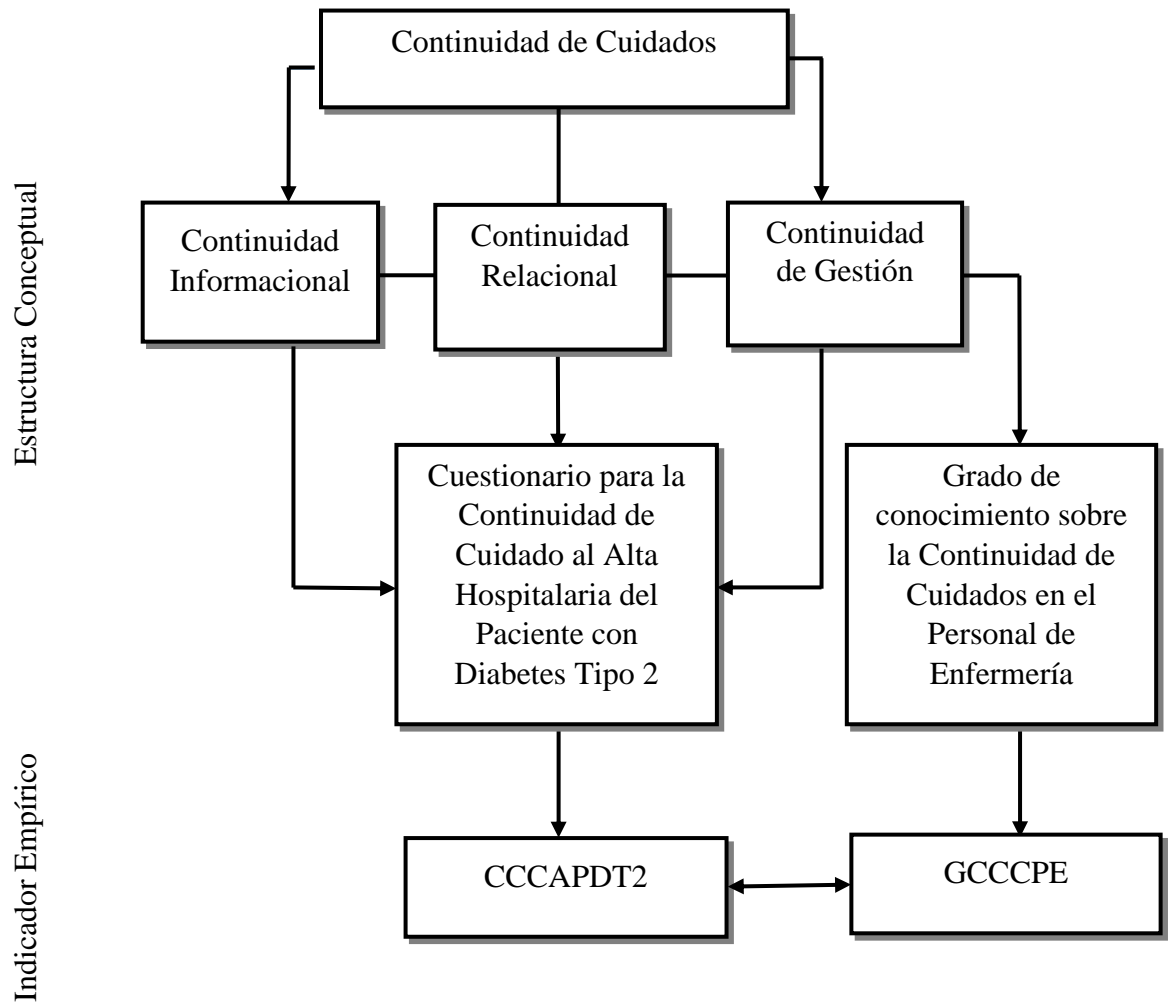 Continuidad de Cuidados
Estructura Conceptual
Continuidad
Informacional
Continuidad
Relacional
Continuidad
de Gestión
Cuestionario para la
Continuidad de
Cuidado al Alta
Hospitalaria del
Paciente con
Diabetes Tipo 2
Grado de
conocimiento sobre
la Continuidad de
Cuidados en el
Personal de
Enfermería
Indicador Empírico
CCCAPDT2
GCCCPE